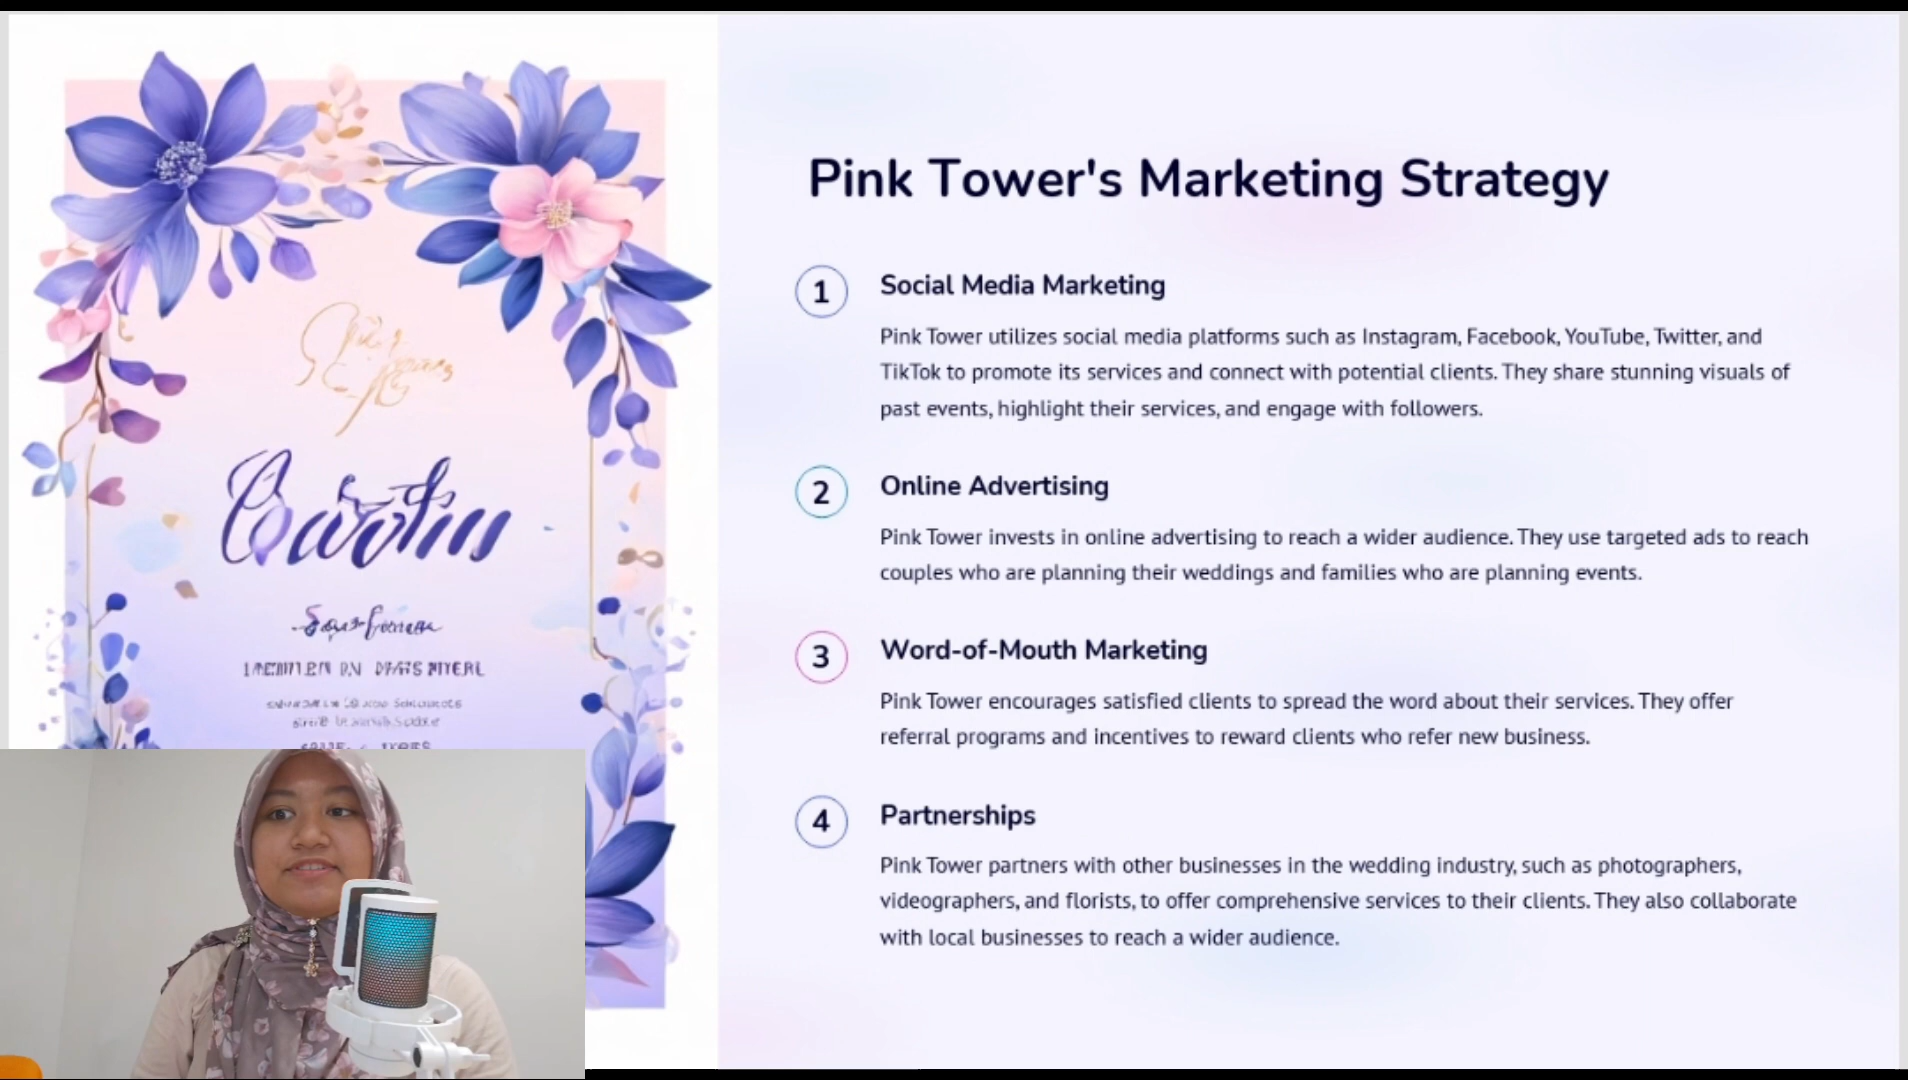 Pink Tower's Marketing Strategy
1
Social Media Marketing
Pink Tower utilizes social media platforms such as Instagram, Facebook, YouTube, Twitter, and
TikTok to promote its services and connect with potential clients. They share stunning visuals of
past events, highlight their services, and engage with followers.
2
Online Advertising
Pink Tower invests in online advertising to reach a wider audience. They use targeted ads to reach
couples who are planning their weddings and families who are planning events.
3
Word-of-Mouth Marketing
Pink Tower encourages satisfied clients to spread the word about their services. They offer
referral programs and incentives to reward clients who refer new business.
4
Partnerships
Pink Tower partners with other businesses in the wedding industry, such as photographers,
videographers, and florists, to offer comprehensive services to their clients. They also collaborate
with local businesses to reach a wider audience.